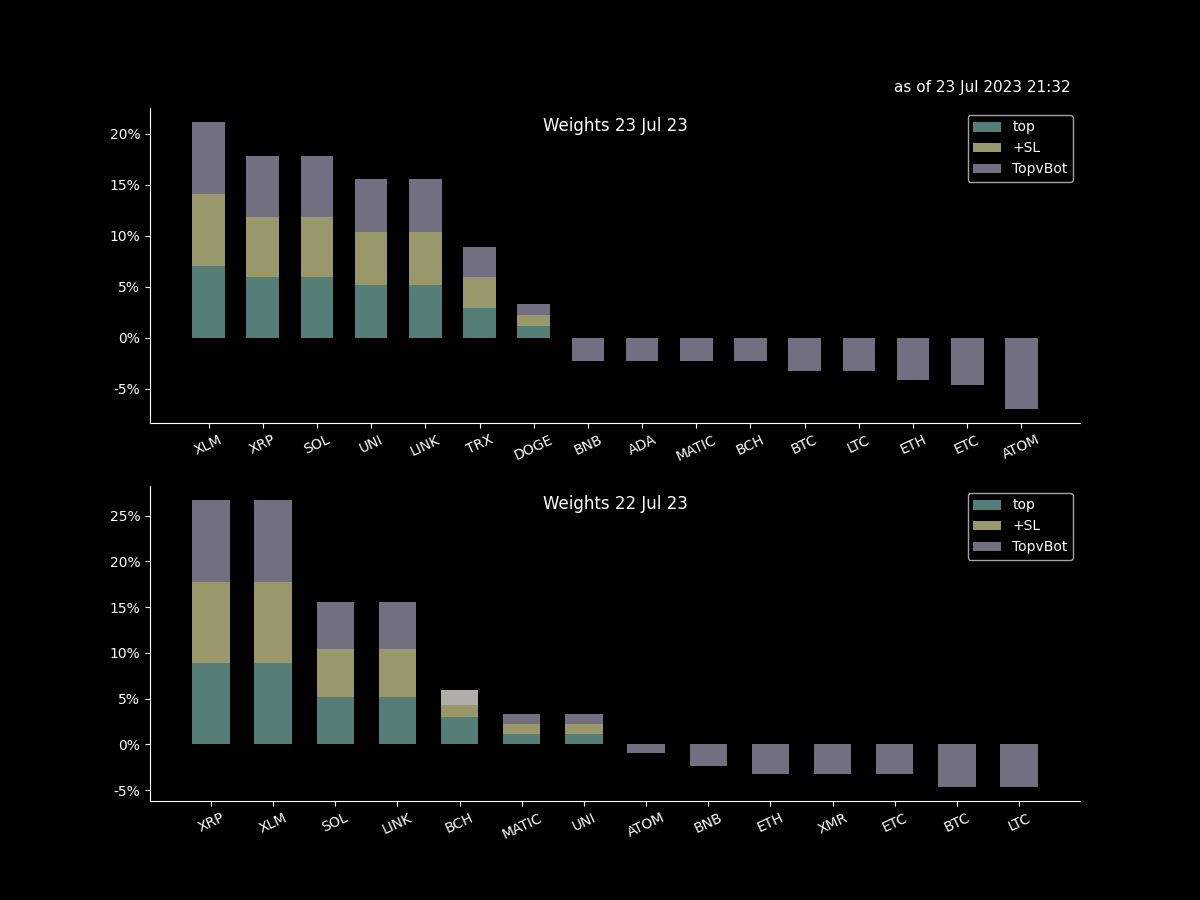 as of 23 Jul 2023 21:32
Weights 23 Jul 23
top
+SL
TopvBot
20%
15%
10%
5%
0%
-5%
XLM XRP SOL UNI LINK TRX DOGE BNB ADA MATIC BCH BTC LTC ETH ETC ATOM
Weights 22 Jul 23
top
+SL
TopvBot
25%
20%
15%
10%
5%
0%
-5%
XRP XLM SOL LINK BCH MATIC UNI ATOM BNB ETH XMR ETC BTC LTC